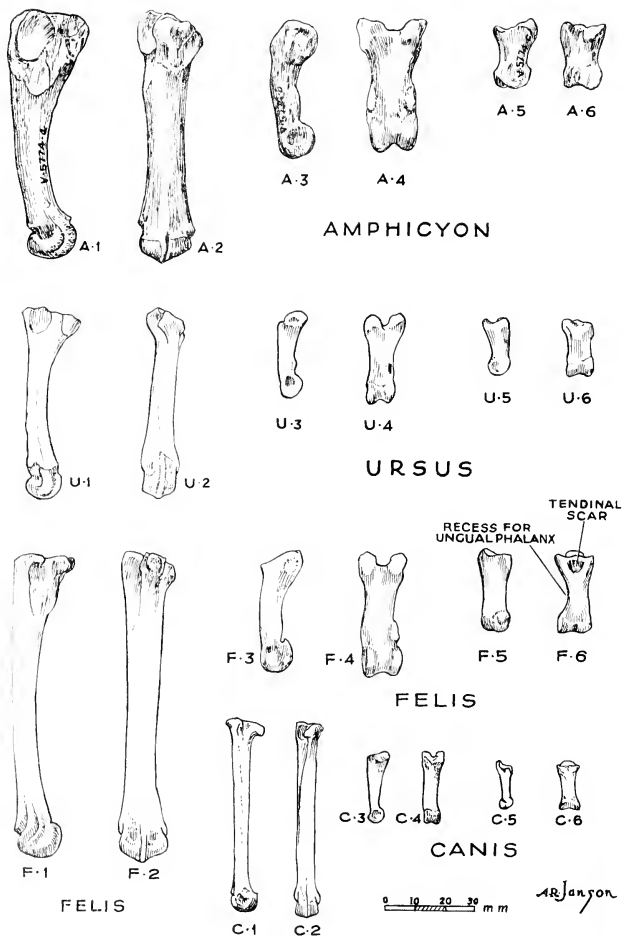 V-5774-a
V-5774-a
A·1
A·2
A·3
A·4
A·5
A·6
AMPHICYON
U·1
U·2
U·3
U·4
U·5
U·6
URSUS
TENDINAL
SCAR
RECESS FOR
UNGUAL PHALANX
F·3
F·4
F·5
F·6
FELIS
F·1
F·2
FELIS
C·3
C·4
C·5
C·6
CANIS
C·1
C·2
0 10 20 30 mm
A.R. Janson